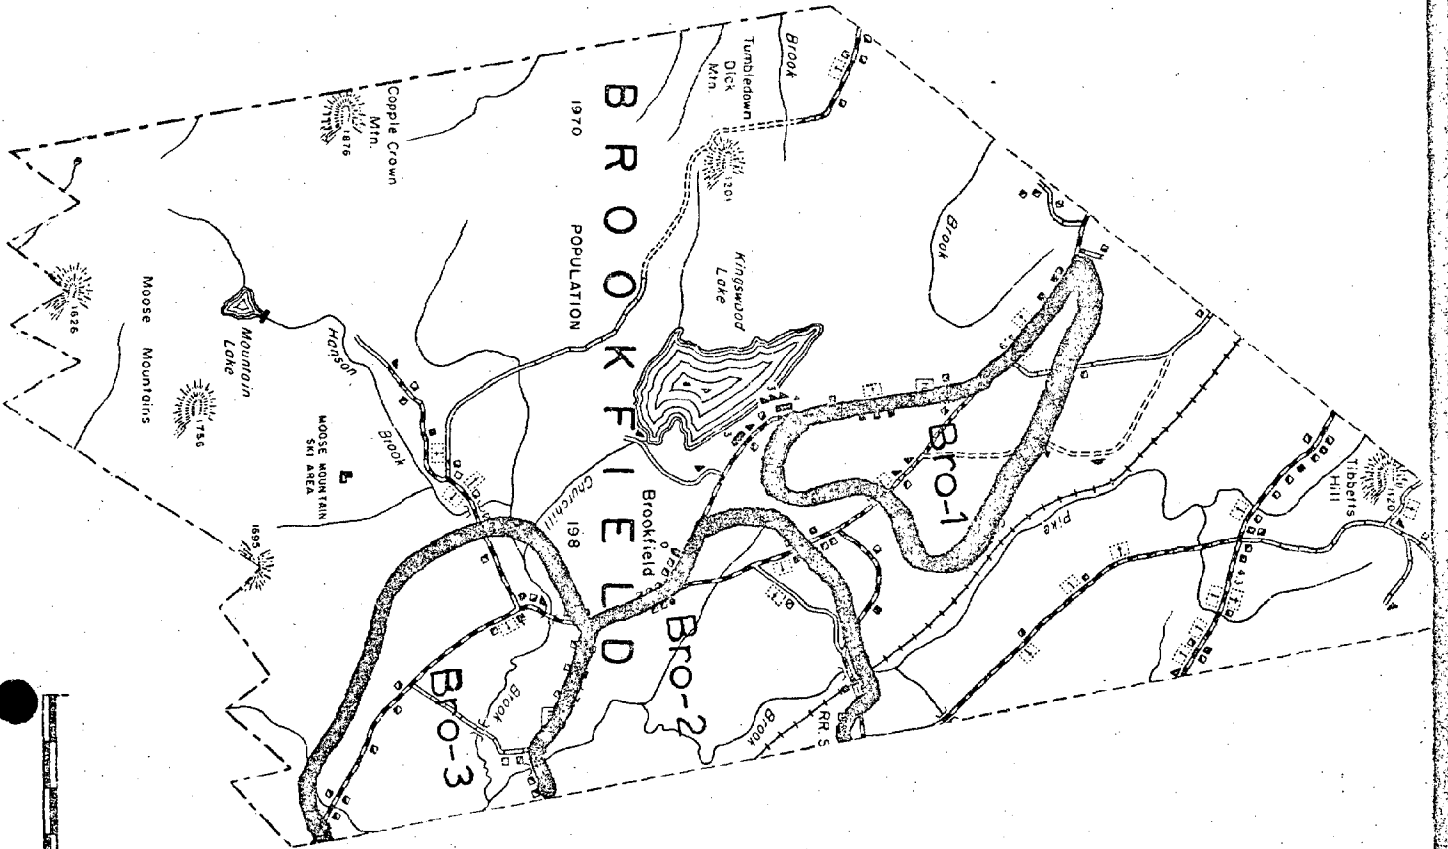 BROOKFIELD
1970 POPULATION 198
Tumbledown
Dick
Mtn.
1201
Brook
Copple Crown
Mtn.
1876
Brook
Kingswood
Lake
Moose Mountains
1626
1756
1695
Mountain
Lake
Hanson
Brook
MOOSE MOUNTAIN
SKI AREA
Churchill
Brook
Brookfield
Bro-1
Bro-2
Bro-3
Pike
Brook
RR. S
Tibbetts
Hill